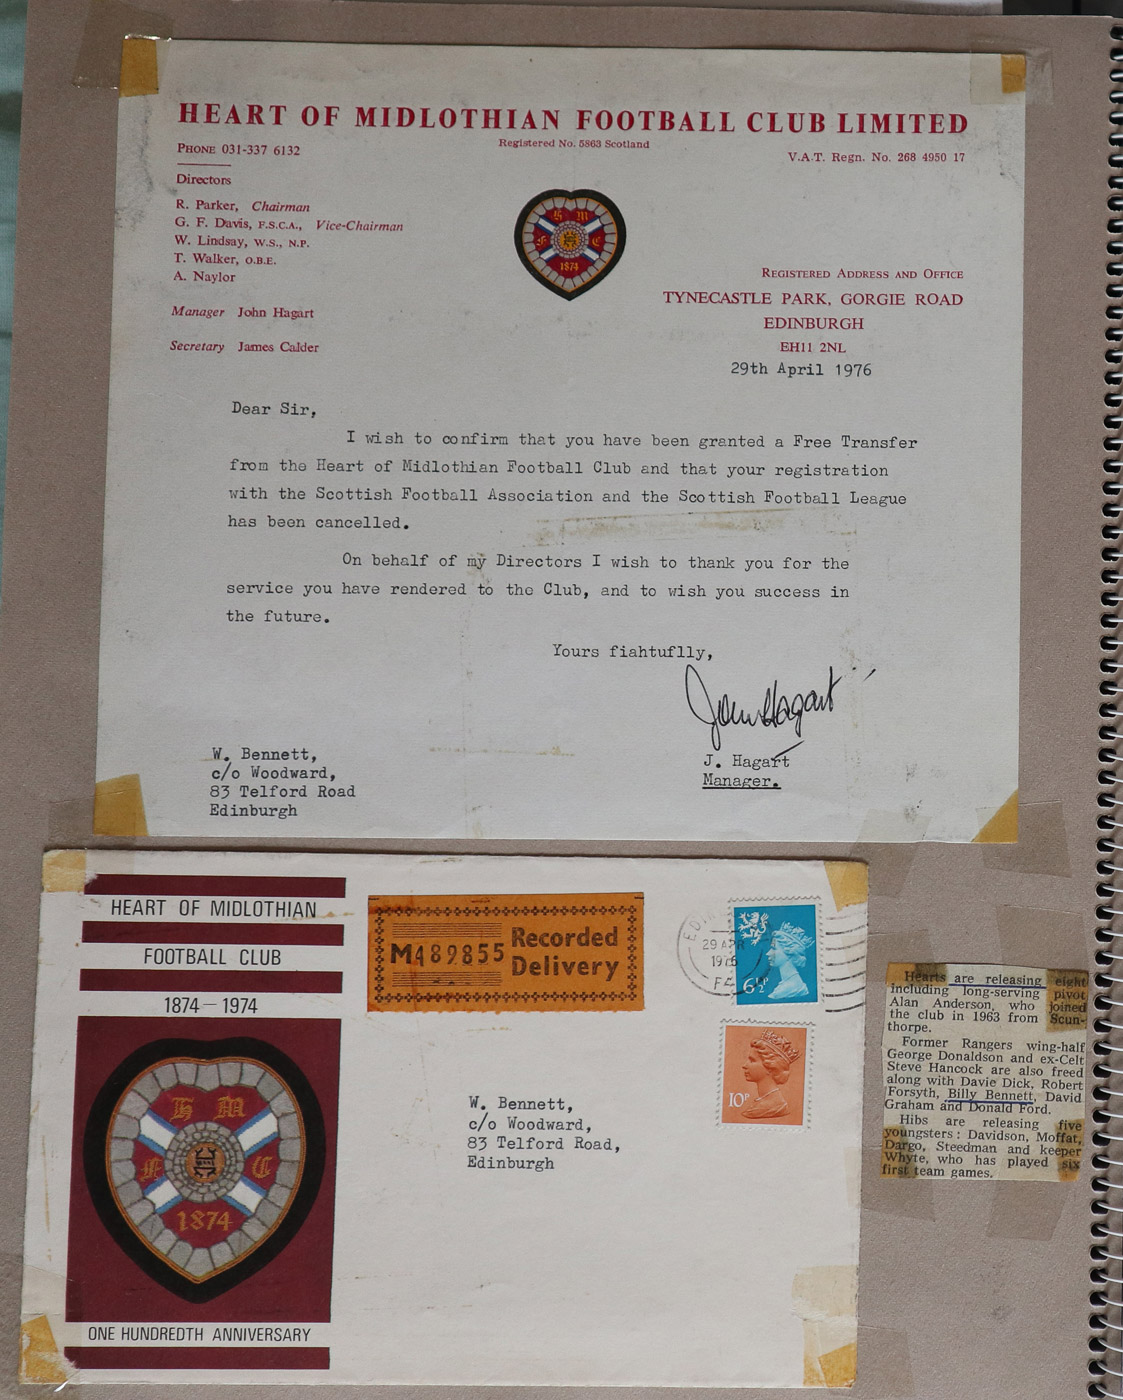 HEART OF MIDLOTHIAN FOOTBALL CLUB LIMITED
Registered No. 5863 Scotland
PHONE 031-337 6132
V.A.T. Regn. No. 268 4950 17
Directors
R. Parker, Chairman
G. F. Davis, F.S.C.A., Vice-Chairman
W. Lindsay, W.S., N.P.
T. Walker, O.B.E.
A. Naylor
Manager John Hagart
Secretary James Calder
H M
F C
1874
REGISTERED ADDRESS AND OFFICE
TYNECASTLE PARK, GORGIE ROAD
EDINBURGH
EH11 2NL
29th April 1976
Dear Sir,
I wish to confirm that you have been granted a Free Transfer
from the Heart of Midlothian Football Club and that your registration
with the Scottish Football Association and the Scottish Football League
has been cancelled.
On behalf of my Directors I wish to thank you for the
service you have rendered to the Club, and to wish you success in
the future.
Yours fiahtuflly,
John Hagart
J. Hagart
Manager.
W. Bennett,
c/o Woodward,
83 Telford Road
Edinburgh
HEART OF MIDLOTHIAN
FOOTBALL CLUB
1874–1974
H M
F C
1874
ONE HUNDREDTH ANNIVERSARY
M489855 Recorded
Delivery
29 APR
1976
6½P
10P
W. Bennett,
c/o Woodward,
83 Telford Road,
Edinburgh
Hearts are releasing eight
including long-serving pivot
Alan Anderson, who joined
the club in 1963 from Scun-
thorpe.
Former Rangers wing-half
George Donaldson and ex-Celt
Steve Hancock are also freed
along with Davie Dick, Robert
Forsyth, Billy Bennett, David
Graham and Donald Ford.
Hibs are releasing five
youngsters: Davidson, Moffat,
Dargo, Steedman and keeper
Whyte, who has played six
first team games.